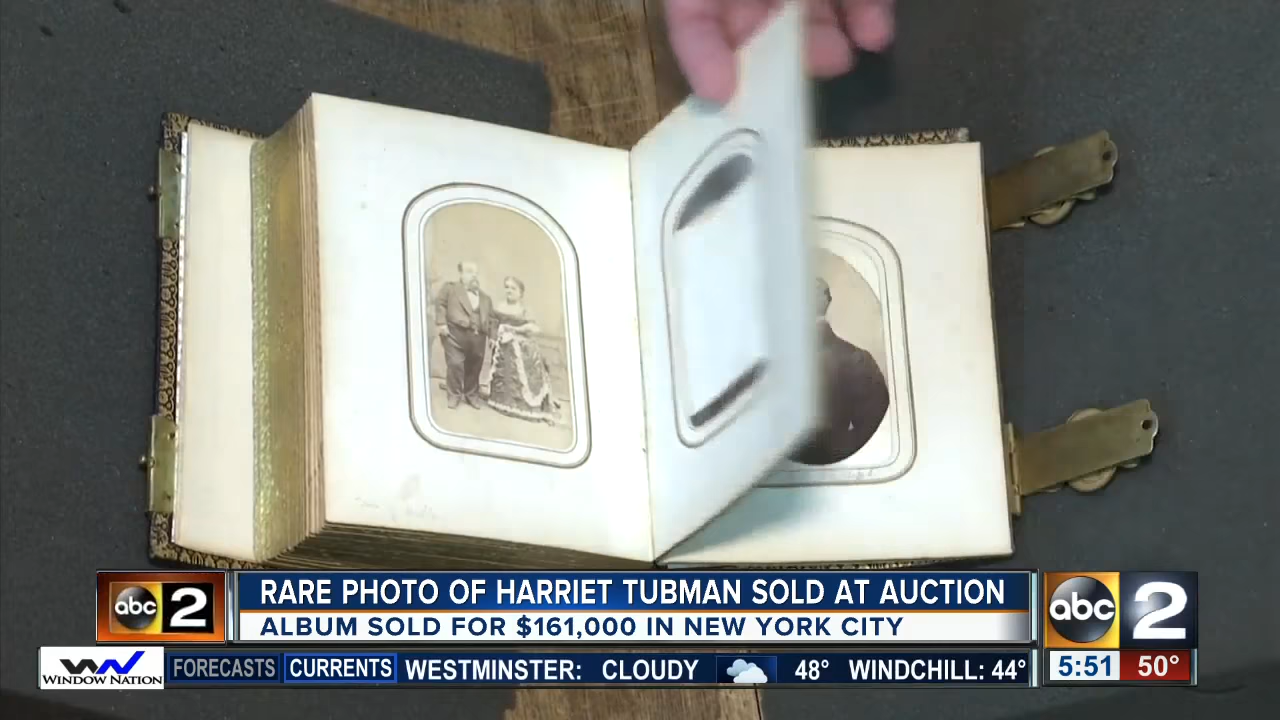 abc 2
RARE PHOTO OF HARRIET TUBMAN SOLD AT AUCTION
ALBUM SOLD FOR $161,000 IN NEW YORK CITY
abc 2
WINDOW NATION
FORECASTS CURRENTS WESTMINSTER: CLOUDY 48° WINDCHILL: 44°
5:51 50°